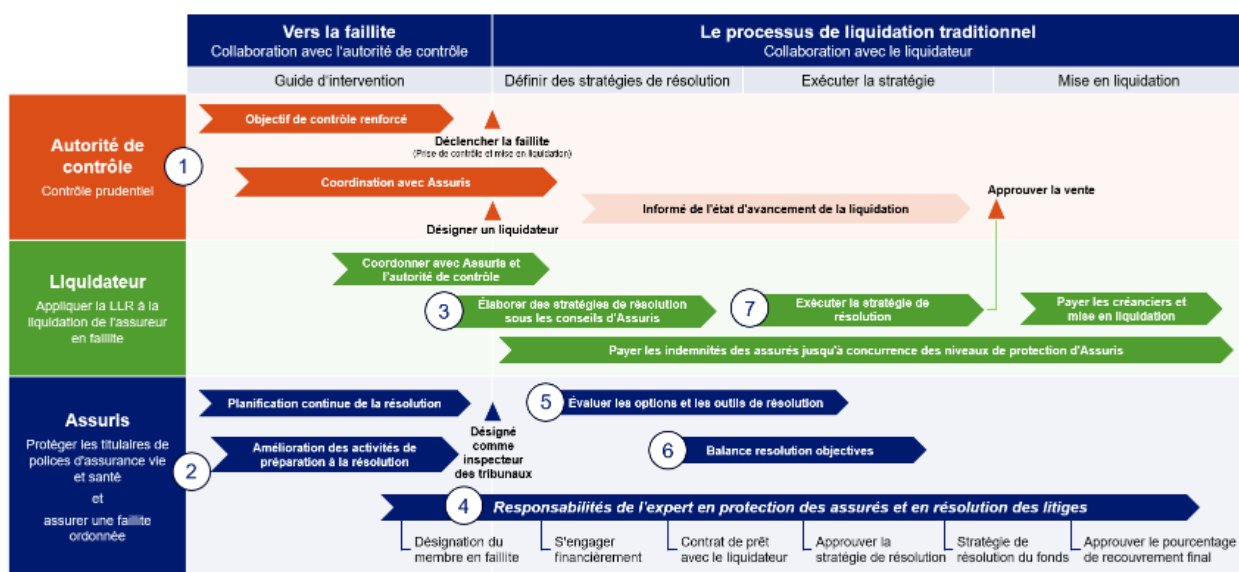 Vers la faillite
Collaboration avec l'autorité de contrôle
Le processus de liquidation traditionnel
Collaboration avec le liquidateur
Guide d'intervention
Définir des stratégies de résolution
Exécuter la stratégie
Mise en liquidation
Autorité de
contrôle
Contrôle prudentiel
1
Objectif de contrôle renforcé
Déclencher la faillite
(Prise de contrôle et mise en liquidation)
Coordination avec Assuris
Désigner un liquidateur
Informé de l'état d'avancement de la liquidation
Approuver la vente
Liquidateur
Appliquer la LLR à la
liquidation de l'assureur
en faillite
Coordonner avec Assuris et
l'autorité de contrôle
3
Élaborer des stratégies de résolution
sous les conseils d'Assuris
7
Exécuter la stratégie de
résolution
Payer les créanciers et
mise en liquidation
Payer les indemnités des assurés jusqu'à concurrence des niveaux de protection d'Assuris
Assuris
Protéger les titulaires de
polices d'assurance vie
et santé
et
assurer une faillite
ordonnée
2
Planification continue de la résolution
Amélioration des activités de
préparation à la résolution
Désigné
comme
inspecteur
des tribunaux
5
Évaluer les options et les outils de résolution
6
Balance resolution objectives
4
Responsabilités de l'expert en protection des assurés et en résolution des litiges
Désignation du
membre en faillite
S'engager
financièrement
Contrat de prêt
avec le liquidateur
Approuver la
stratégie de résolution
Stratégie de
résolution du fonds
Approuver le pourcentage
de recouvrement final